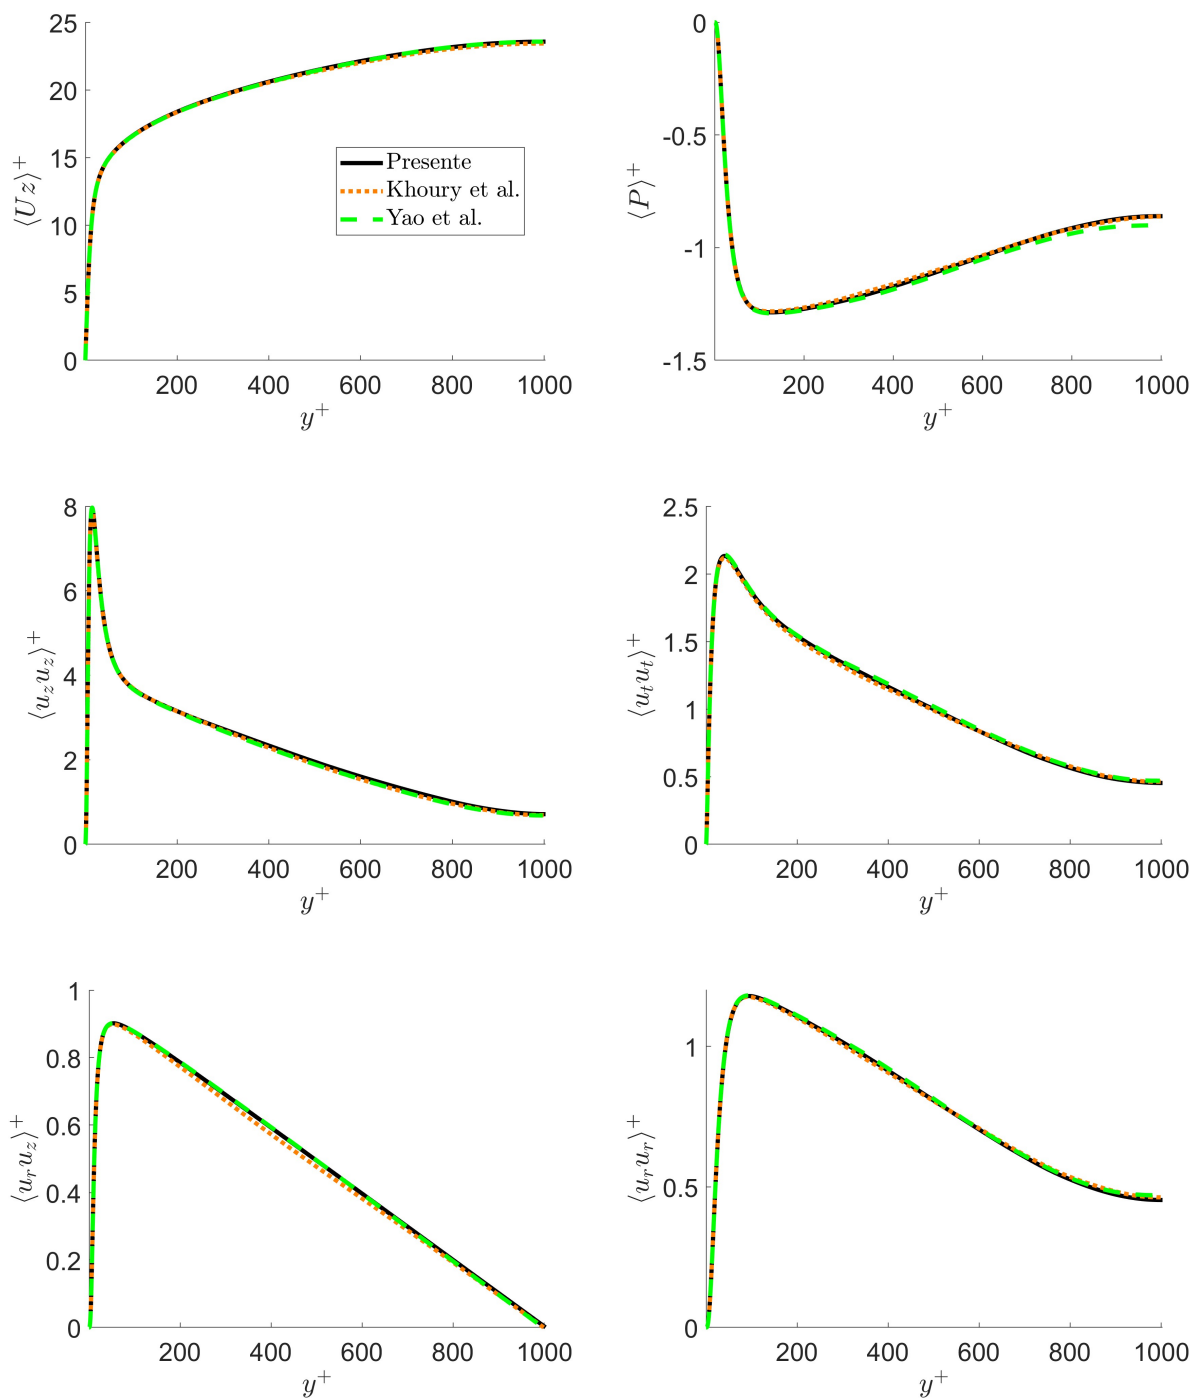 25
20
15
10
5
0
200 400 600 800 1000
y⁺
⟨Uz⟩⁺
Presente
Khoury et al.
Yao et al.
0
-0.5
-1
-1.5
200 400 600 800 1000
y⁺
⟨P⟩⁺
8
6
4
2
0
200 400 600 800 1000
y⁺
⟨u_z u_z⟩⁺
2.5
2
1.5
1
0.5
0
200 400 600 800 1000
y⁺
⟨u_t u_t⟩⁺
1
0.8
0.6
0.4
0.2
0
200 400 600 800 1000
y⁺
⟨u_r u_z⟩⁺
1
0.5
0
200 400 600 800 1000
y⁺
⟨u_r u_r⟩⁺